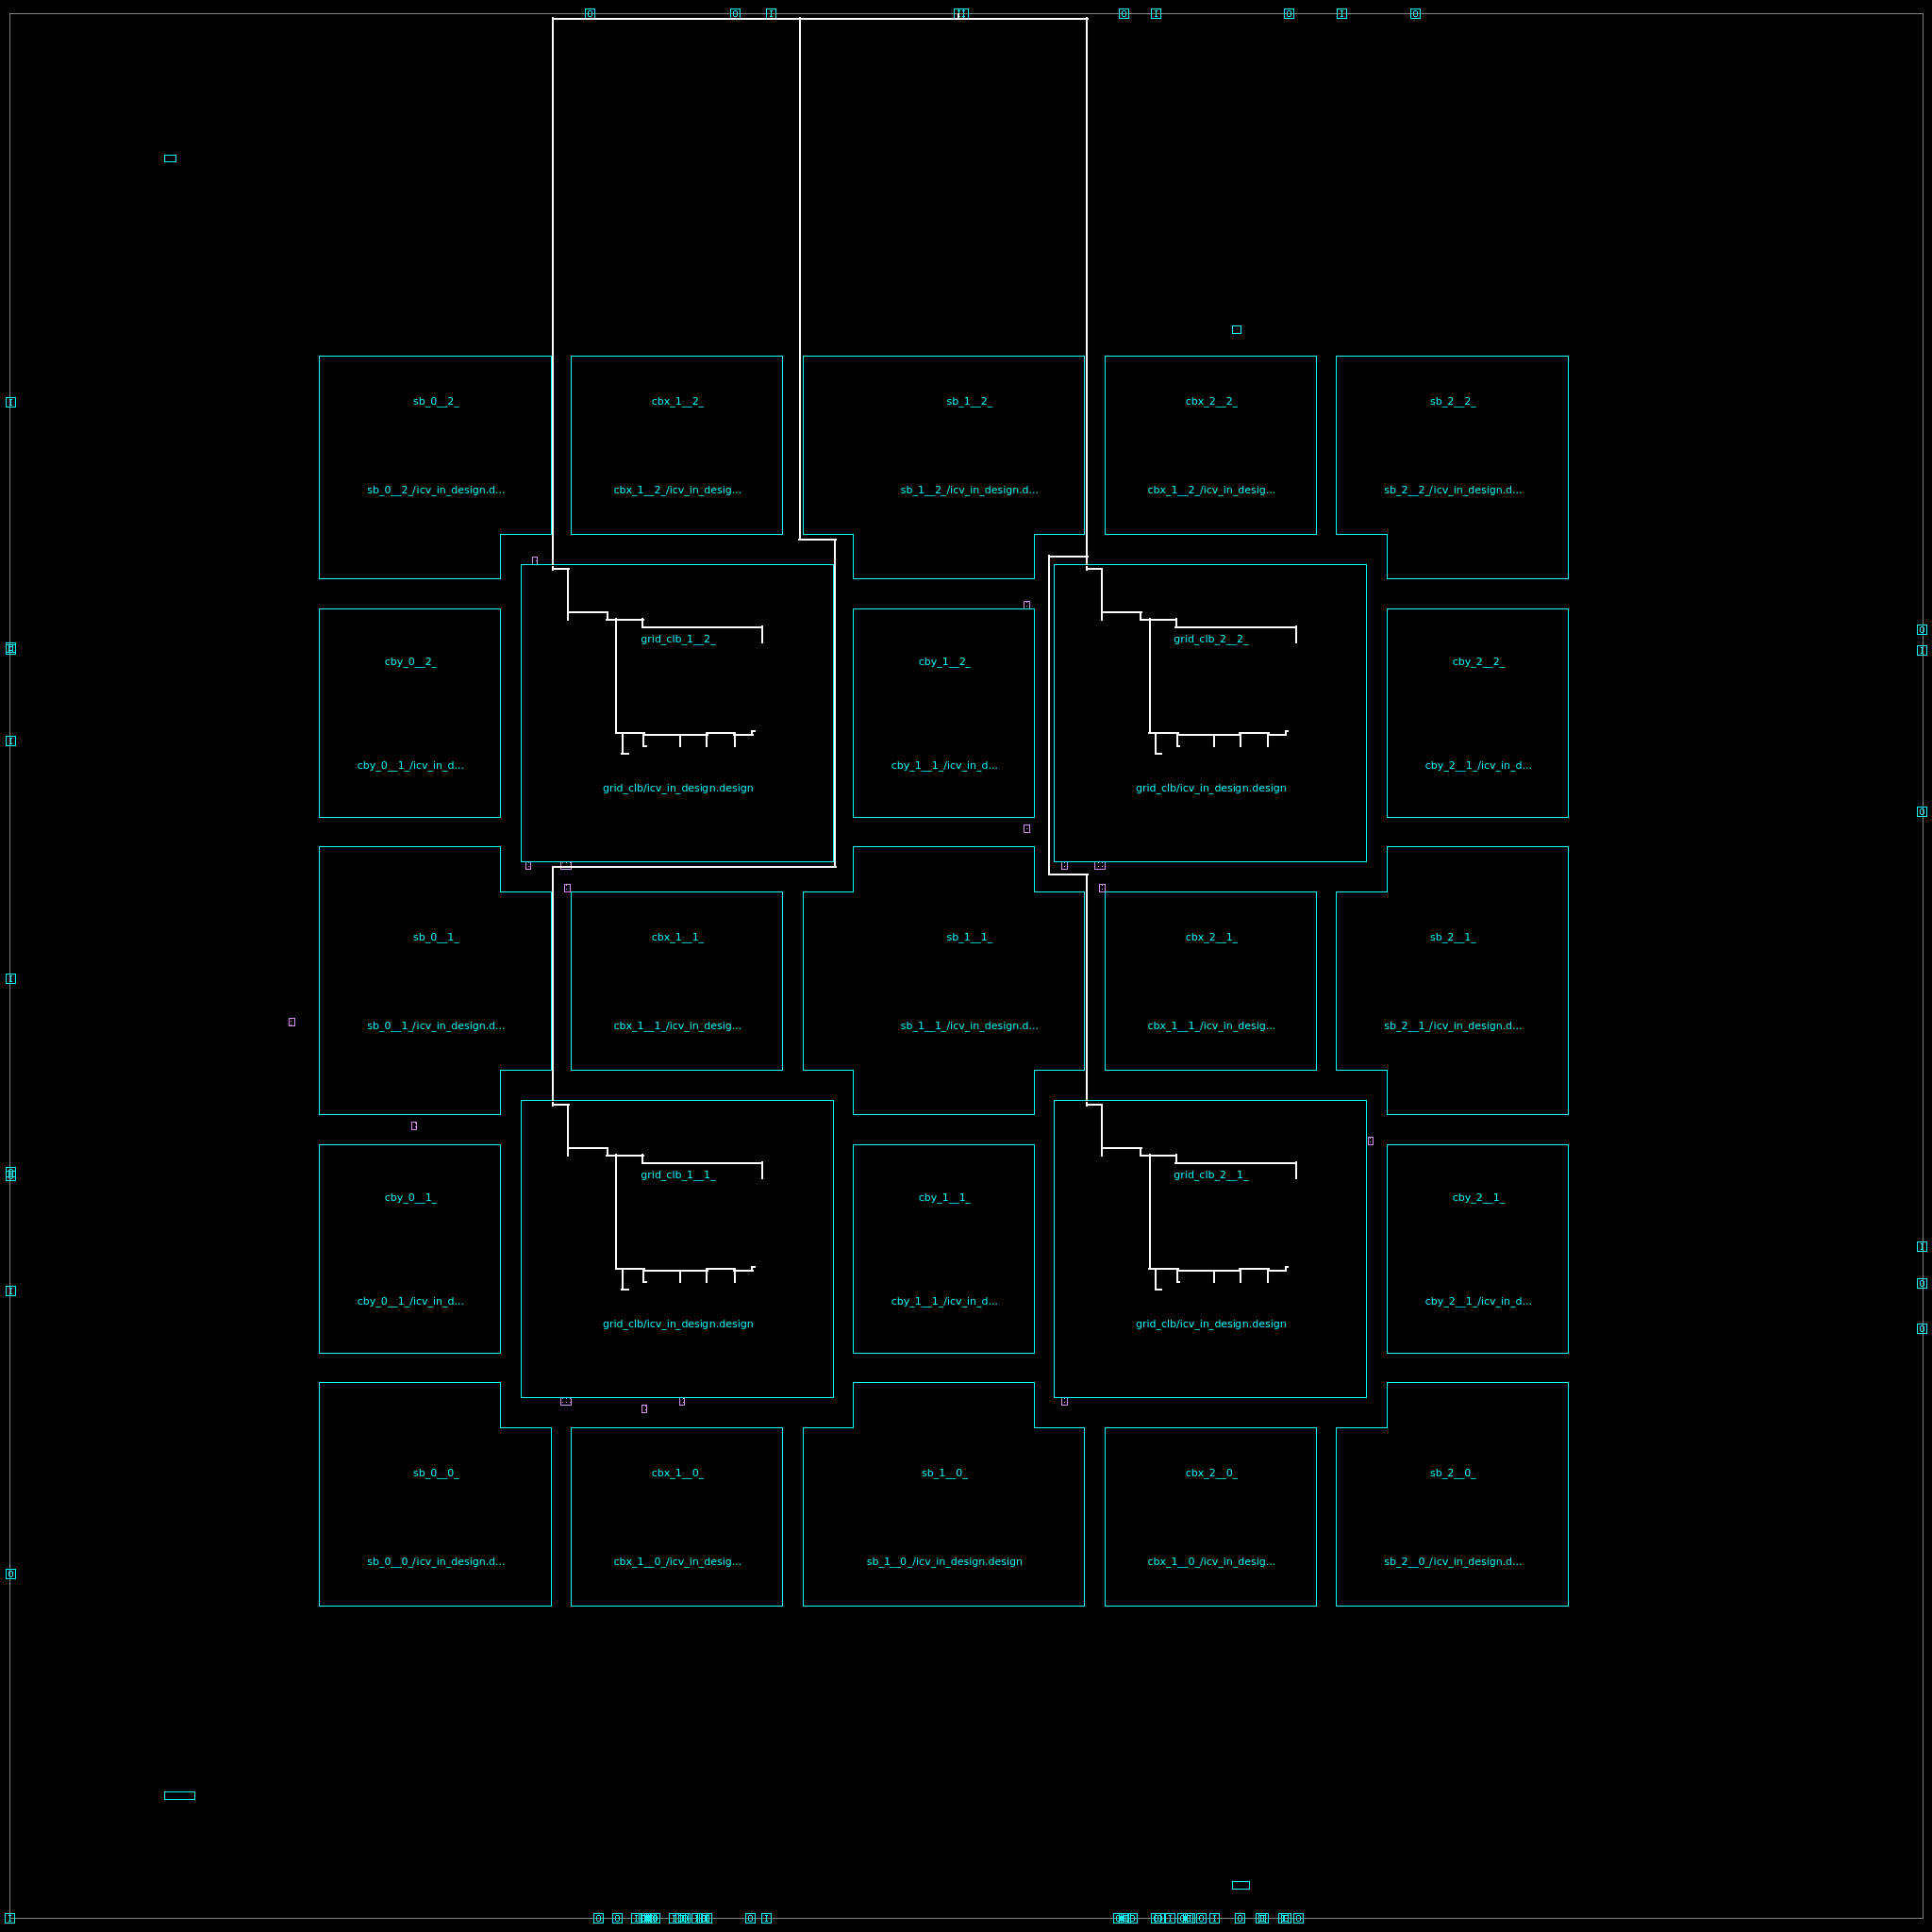 sb_0__2_ cbx_1__2_ sb_1__2_ cbx_2__2_ sb_2__2_
sb_0__2_/icv_in_design.d... cbx_1__2_/icv_in_desig... sb_1__2_/icv_in_design.d... cbx_1__2_/icv_in_desig... sb_2__2_/icv_in_design.d...
grid_clb_1__2_ grid_clb_2__2_
cby_0__2_ cby_1__2_ cby_2__2_
cby_0__1_/icv_in_d... cby_1__1_/icv_in_d... cby_2__1_/icv_in_d...
grid_clb/icv_in_design.design grid_clb/icv_in_design.design
sb_0__1_ cbx_1__1_ sb_1__1_ cbx_2__1_ sb_2__1_
sb_0__1_/icv_in_design.d... cbx_1__1_/icv_in_desig... sb_1__1_/icv_in_design.d... cbx_1__1_/icv_in_desig... sb_2__1_/icv_in_design.d...
grid_clb_1__1_ grid_clb_2__1_
cby_0__1_ cby_1__1_ cby_2__1_
cby_0__1_/icv_in_d... cby_1__1_/icv_in_d... cby_2__1_/icv_in_d...
grid_clb/icv_in_design.design grid_clb/icv_in_design.design
sb_0__0_ cbx_1__0_ sb_1__0_ cbx_2__0_ sb_2__0_
sb_0__0_/icv_in_design.d... cbx_1__0_/icv_in_desig... sb_1__0_/icv_in_design.design cbx_1__0_/icv_in_desig... sb_2__0_/icv_in_design.d...